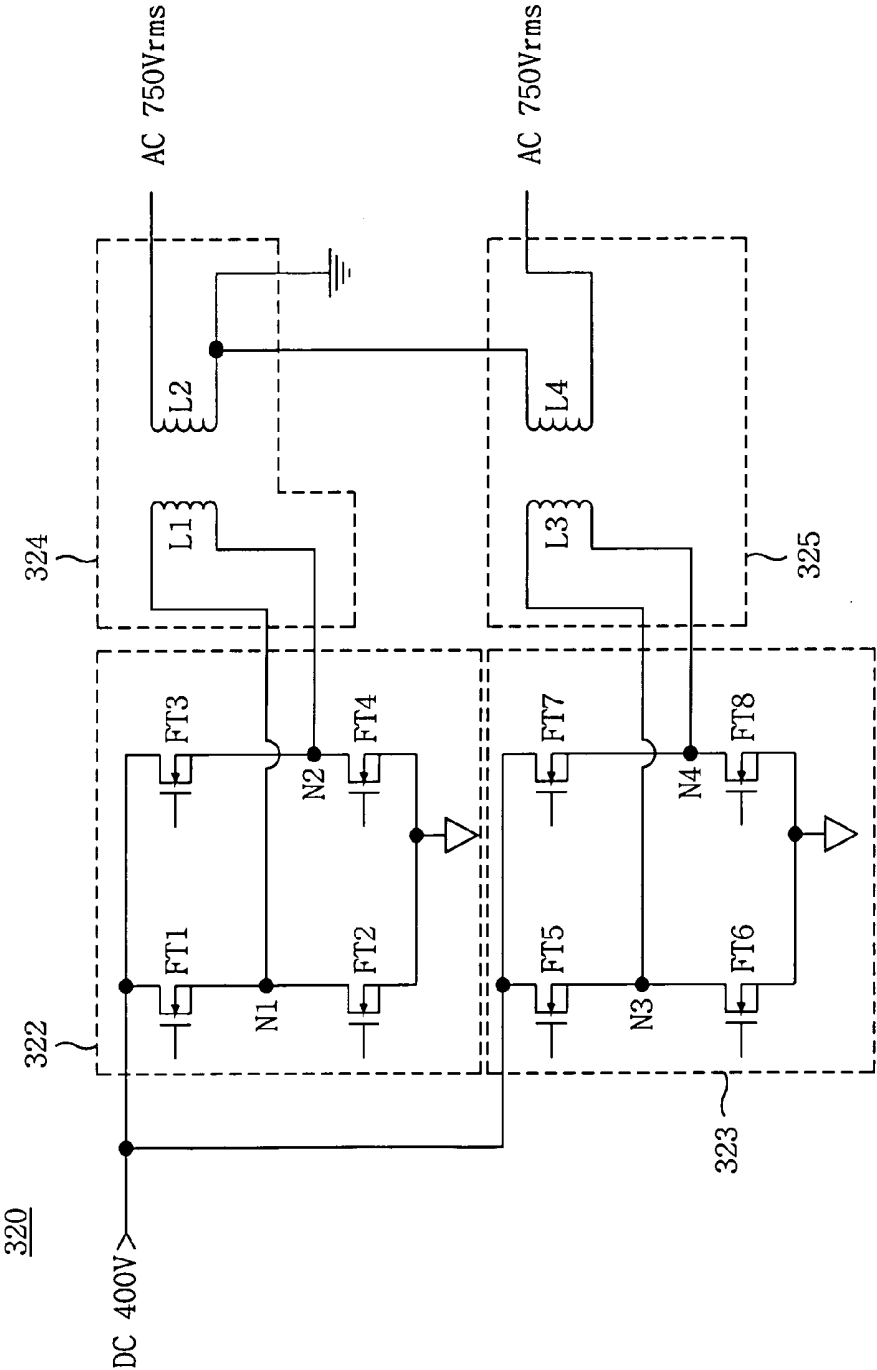 320
DC 400V
322
FT1
FT3
N1
N2
FT2
FT4
324
L1
L2
AC 750Vrms
323
FT5
FT7
N3
N4
FT6
FT8
325
L3
L4
AC 750Vrms